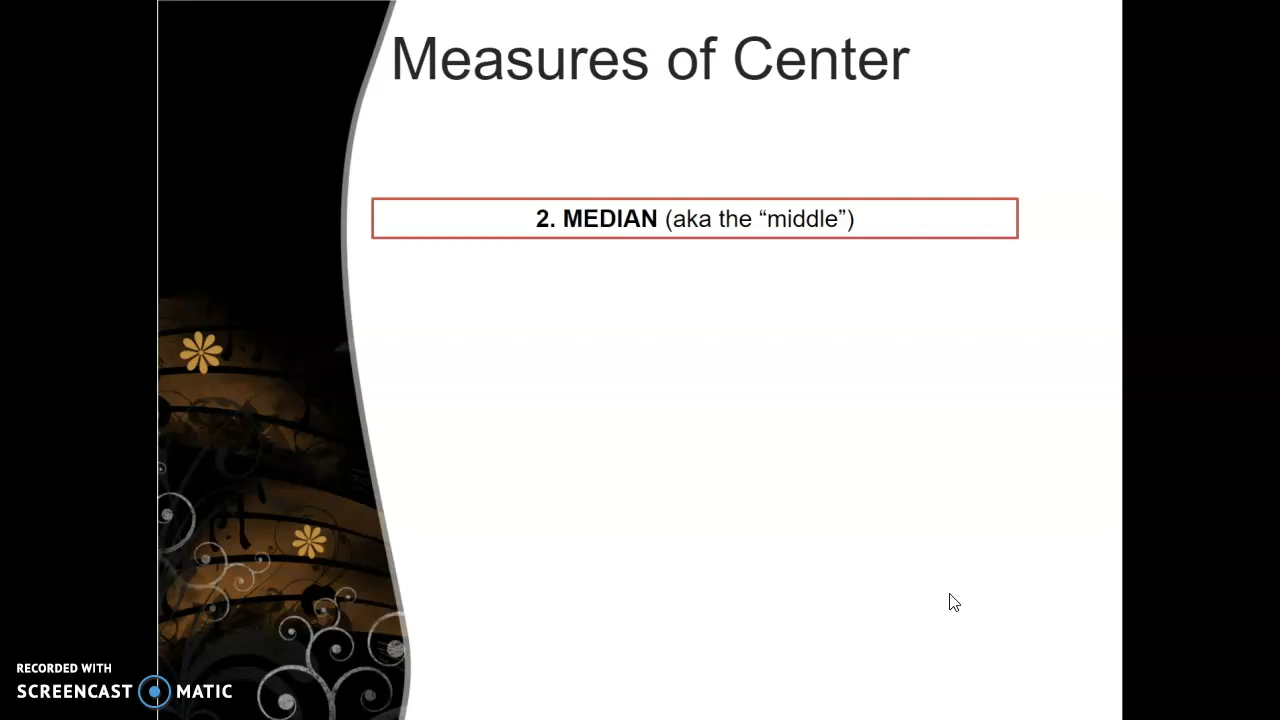 Measures of Center
2. MEDIAN (aka the “middle”)
RECORDED WITH
SCREENCAST MATIC